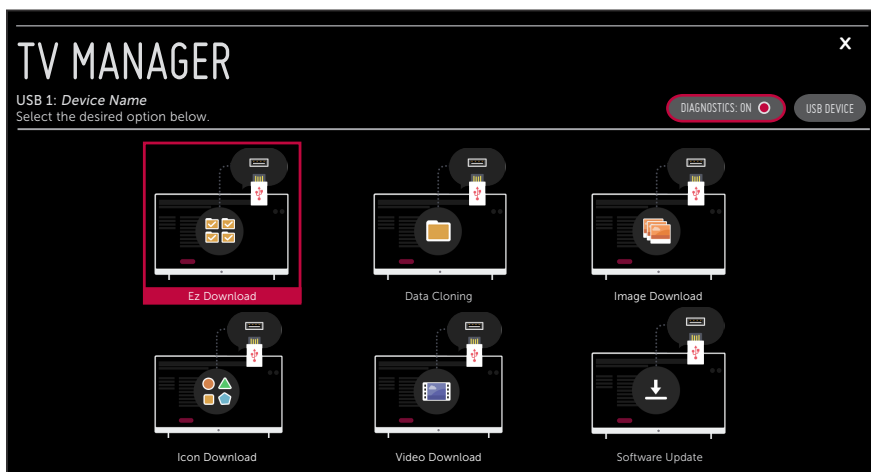 TV MANAGER
X
USB 1: Device Name
Select the desired option below.
DIAGNOSTICS: ON
USB DEVICE
Ez Download
Data Cloning
Image Download
Icon Download
Video Download
Software Update